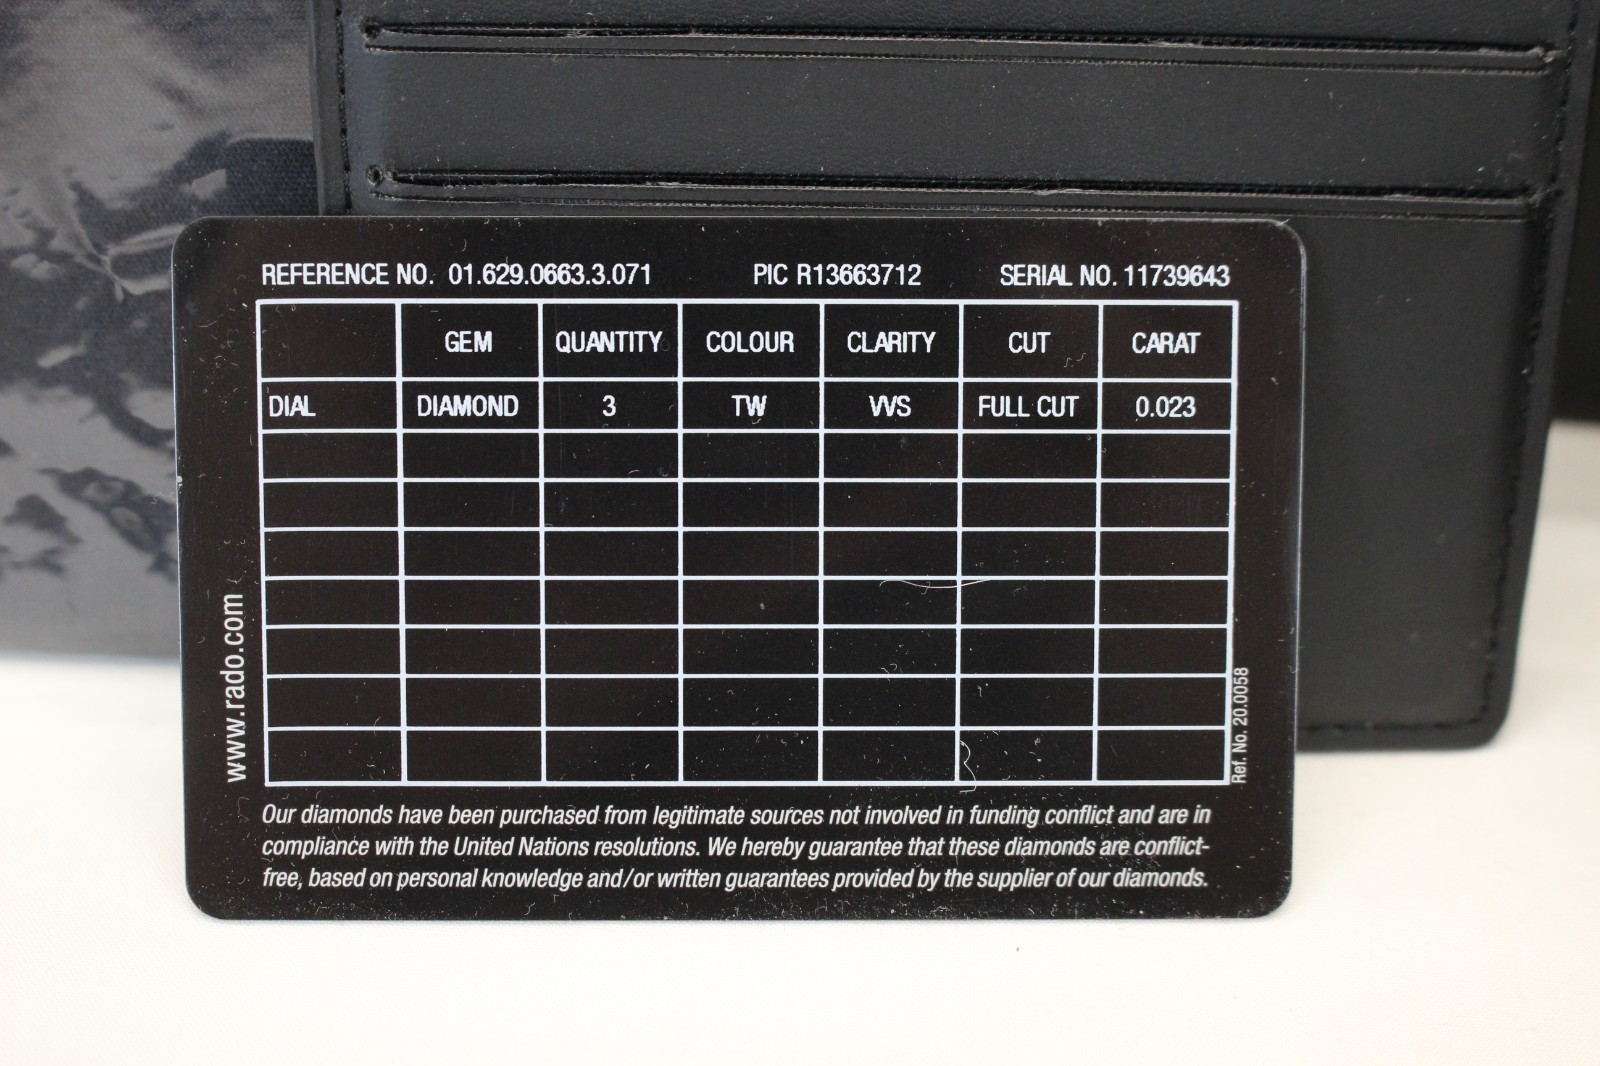 REFERENCE NO. 01.629.0663.3.071 PIC R13663712 SERIAL NO. 11739643
GEM QUANTITY COLOUR CLARITY CUT CARAT
DIAL DIAMOND 3 TW VVS FULL CUT 0.023
www.rado.com
Ref. No. 20.0058
Our diamonds have been purchased from legitimate sources not involved in funding conflict and are in
compliance with the United Nations resolutions. We hereby guarantee that these diamonds are conflict-
free, based on personal knowledge and/or written guarantees provided by the supplier of our diamonds.